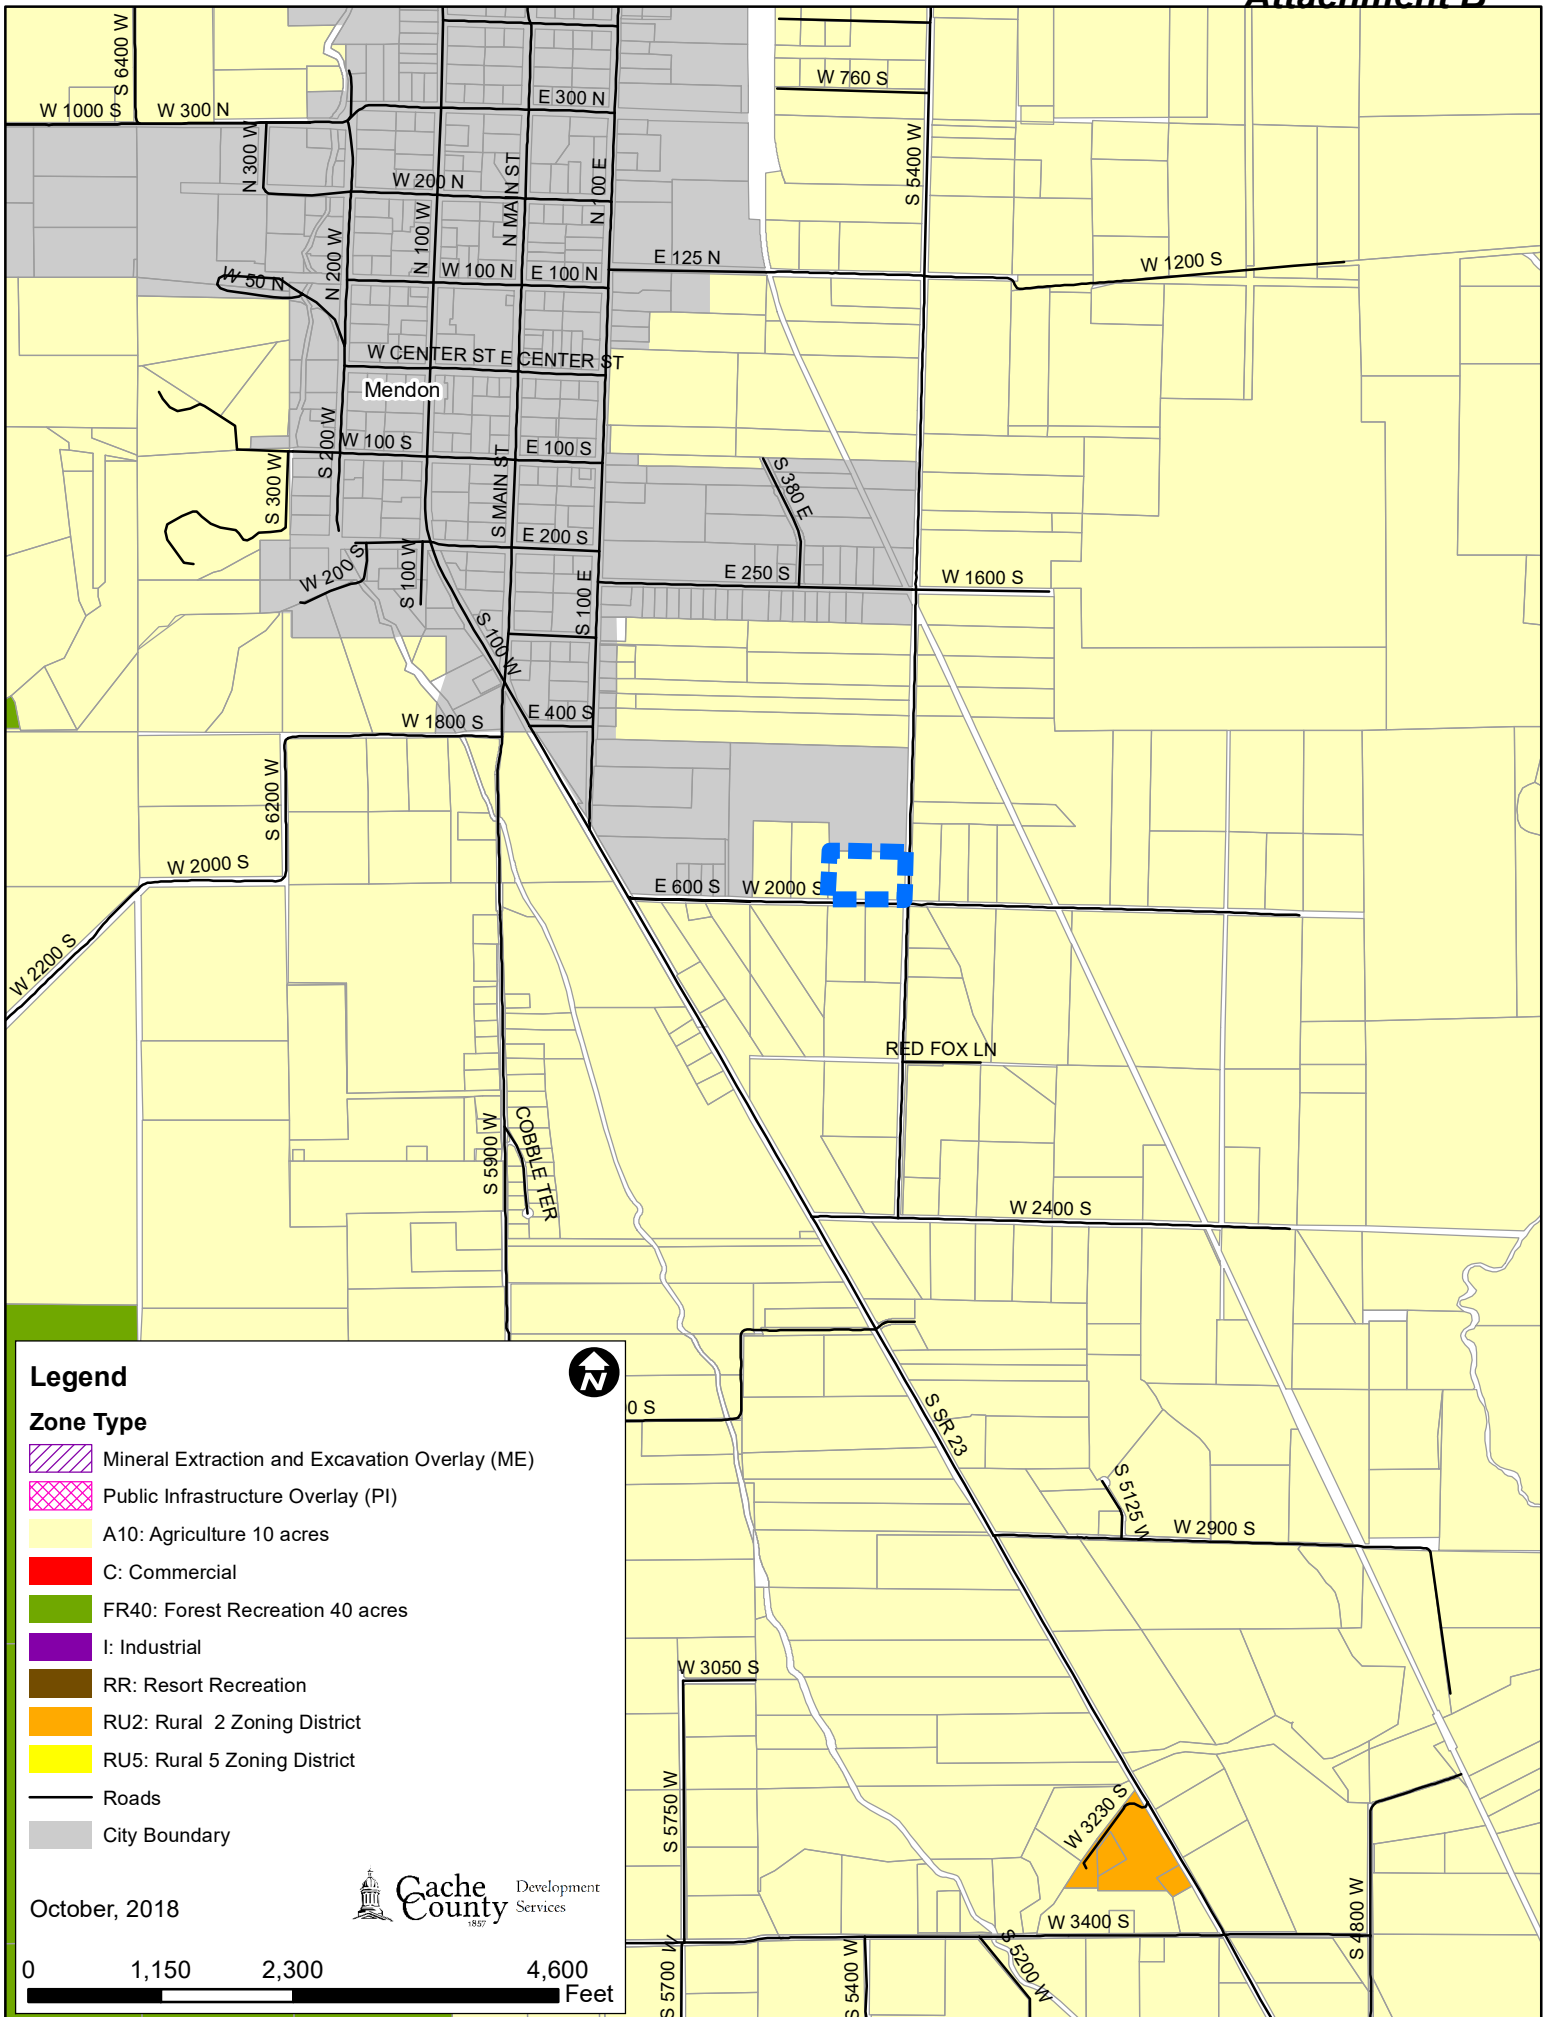 Attachment B
S 6400 W
W 760 S
E 300 N
W 1000 S
W 300 N
N 300 W
S 5400 W
W 200 N
N MAIN ST
N 100 E
N 100 W
N 200 W
E 125 N
W 1200 S
W 100 N
E 100 N
W 50 N
W CENTER ST
E CENTER ST
Mendon
S 200 W
W 100 S
E 100 S
S 300 W
S MAIN ST
S 380 E
E 200 S
W 200 S
S 100 W
E 250 S
W 1600 S
S 100 E
S 100 W
E 400 S
W 1800 S
S 6200 W
W 2000 S
E 600 S
W 2000 S
W 2200 S
RED FOX LN
S 5900 W
COBBLE TER
W 2400 S
S SR 23
0 S
S 5125 W
W 2900 S
W 3050 S
S 5750 W
W 3230 S
W 3400 S
S 4800 W
S 5700 W
S 5400 W
S 5200 W
Legend
N
Zone Type
Mineral Extraction and Excavation Overlay (ME)
Public Infrastructure Overlay (PI)
A10: Agriculture 10 acres
C: Commercial
FR40: Forest Recreation 40 acres
I: Industrial
RR: Resort Recreation
RU2: Rural 2 Zoning District
RU5: Rural 5 Zoning District
Roads
City Boundary
October, 2018
Cache County
1857
Development Services
0 1,150 2,300 4,600
Feet